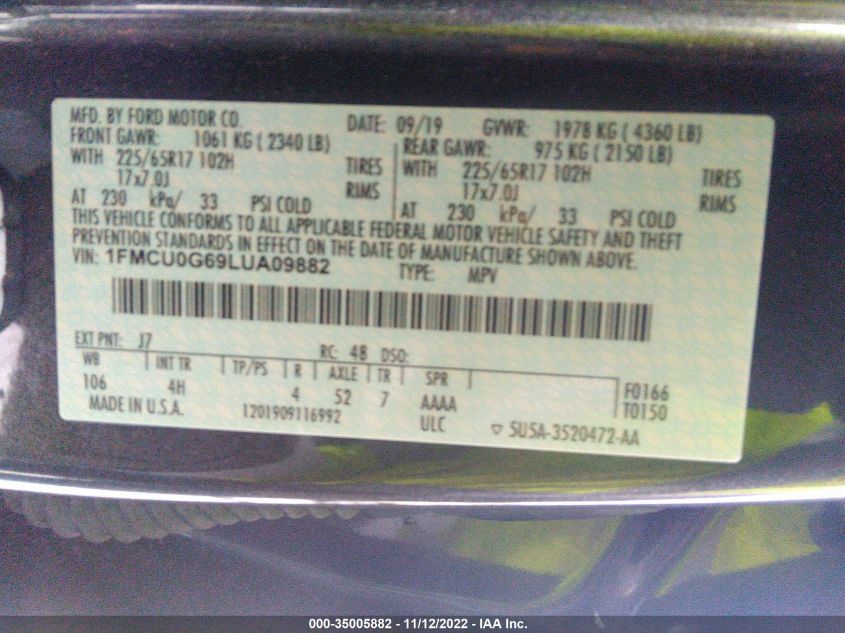 MFD. BY FORD MOTOR CO. DATE: 09/19 GVWR: 1978 KG ( 4360 LB)
FRONT GAWR: 1061 KG ( 2340 LB) REAR GAWR: 975 KG ( 2150 LB)
WITH 225/65R17 102H TIRES WITH 225/65R17 102H TIRES
17x7.0J RIMS 17x7.0J RIMS
AT 230 kPa/ 33 PSI COLD AT 230 kPa/ 33 PSI COLD
THIS VEHICLE CONFORMS TO ALL APPLICABLE FEDERAL MOTOR VEHICLE SAFETY AND THEFT
PREVENTION STANDARDS IN EFFECT ON THE DATE OF MANUFACTURE SHOWN ABOVE.
VIN: 1FMCU0G69LUA09882 TYPE: MPV
EXT PNT: J7 RC: 48 DSO:
WB INT TR TP/PS R AXLE TR SPR
106 4H 4 52 7 AAAA F0166
MADE IN U.S.A. 1201909116992 ULC T0150
▽ SU5A-3520472-AA
000-35005882 - 11/12/2022 - IAA Inc.